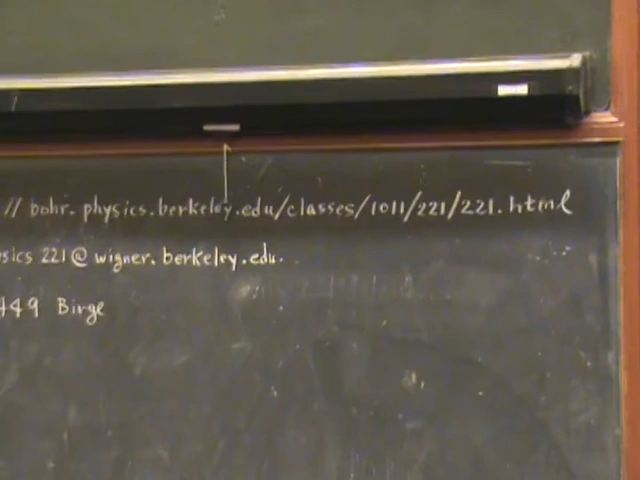 // bohr.physics.berkeley.edu/classes/1011/221/221.html
sics 221@wigner.berkeley.edu.
449 Birge